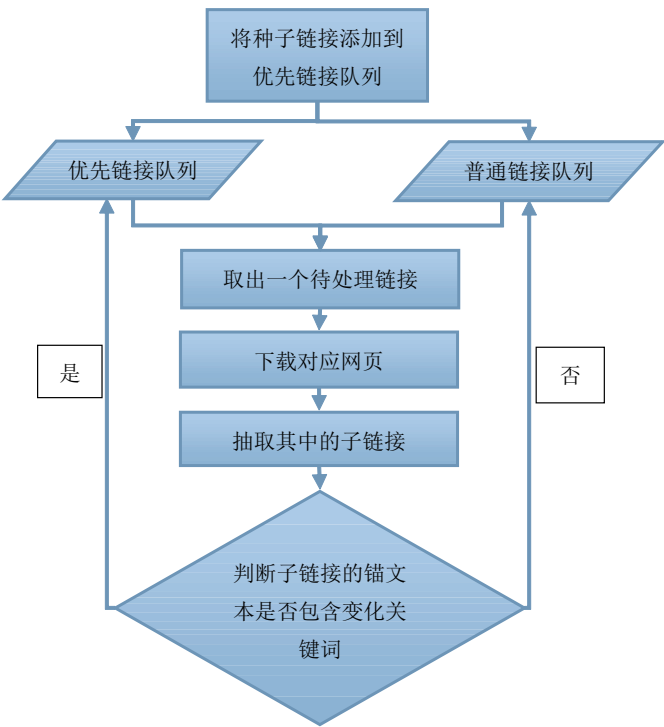 将种子链接添加到
优先链接队列
优先链接队列
普通链接队列
取出一个待处理链接
下载对应网页
是
否
抽取其中的子链接
判断子链接的锚文
本是否包含变化关
键词